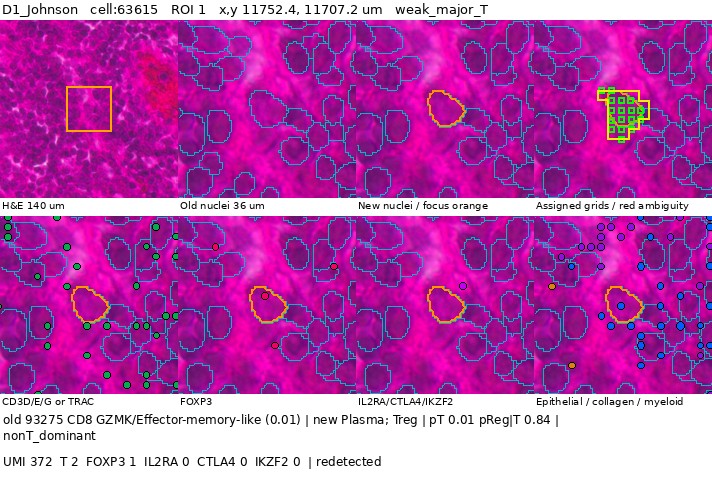 D1_Johnson   cell:63615   ROI 1   x,y 11752.4, 11707.2 um   weak_major_T
H&E 140 um
Old nuclei 36 um
New nuclei / focus orange
Assigned grids / red ambiguity
CD3D/E/G or TRAC
FOXP3
IL2RA/CTLA4/IKZF2
Epithelial / collagen / myeloid
old 93275 CD8 GZMK/Effector-memory-like (0.01) | new Plasma; Treg | pT 0.01 pReg|T 0.84 |
nonT_dominant
UMI 372  T 2  FOXP3 1  IL2RA 0  CTLA4 0  IKZF2 0  | redetected